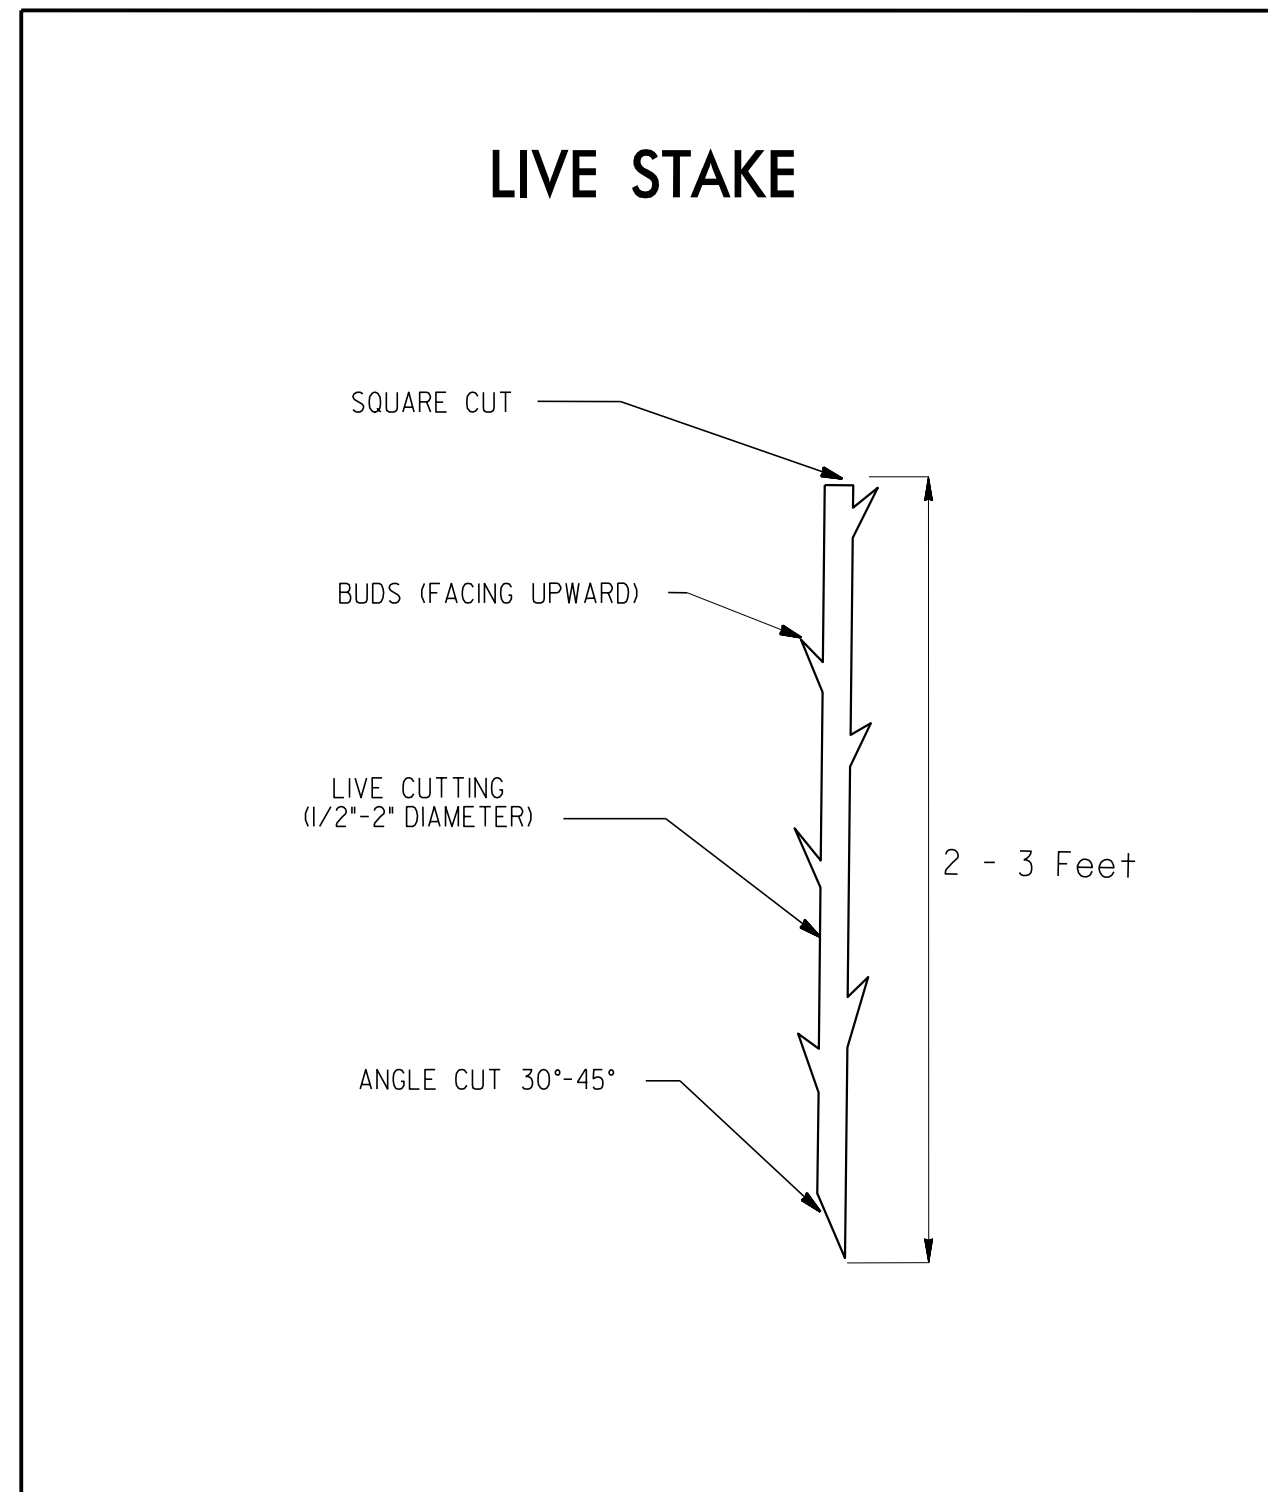 LIVE STAKE
SQUARE CUT
BUDS (FACING UPWARD)
LIVE CUTTING
(1/2"-2" DIAMETER)
2 - 3 Feet
ANGLE CUT 30°-45°